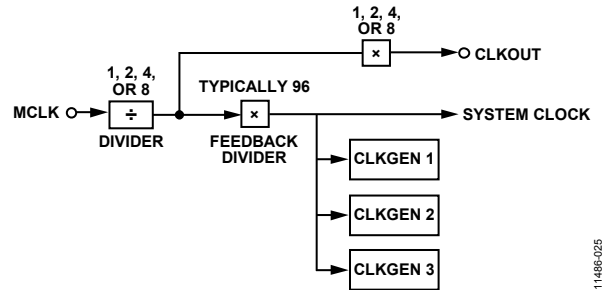 1, 2, 4,
OR 8
×
CLKOUT
1, 2, 4,
OR 8
TYPICALLY 96
MCLK
÷
×
SYSTEM CLOCK
DIVIDER
FEEDBACK
DIVIDER
CLKGEN 1
CLKGEN 2
CLKGEN 3
11486-025